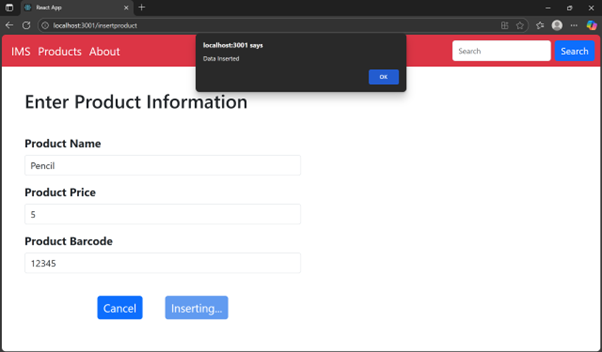 React App
localhost:3001/insertproduct
localhost:3001 says
Data Inserted
OK
IMS Products About
Search Search
Enter Product Information
Product Name
Pencil
Product Price
5
Product Barcode
12345
Cancel Inserting...